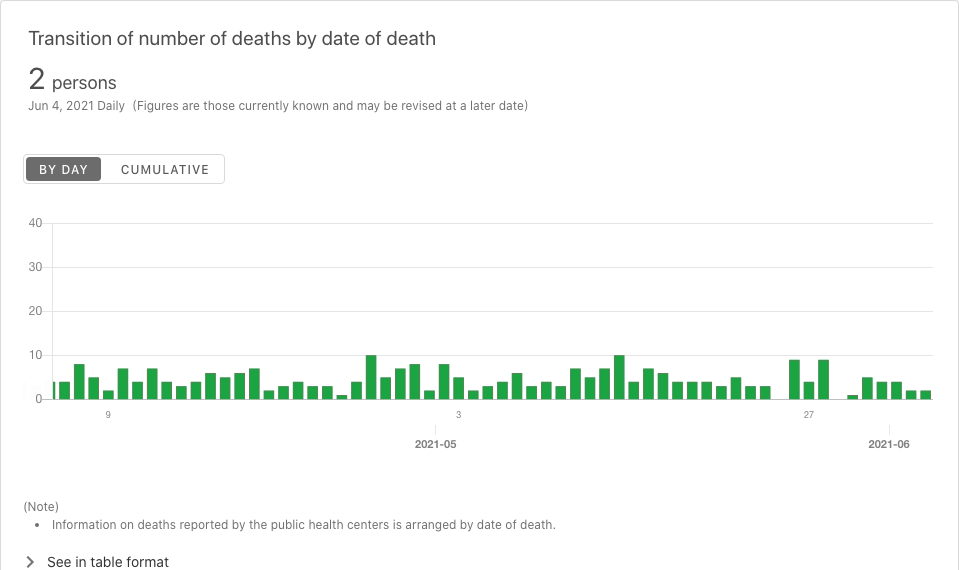 Transition of number of deaths by date of death
2 persons
Jun 4, 2021 Daily (Figures are those currently known and may be revised at a later date)
BY DAY CUMULATIVE
40
30
20
10
0
9 3 27
2021-05 2021-06
(Note)
• Information on deaths reported by the public health centers is arranged by date of death.
See in table format